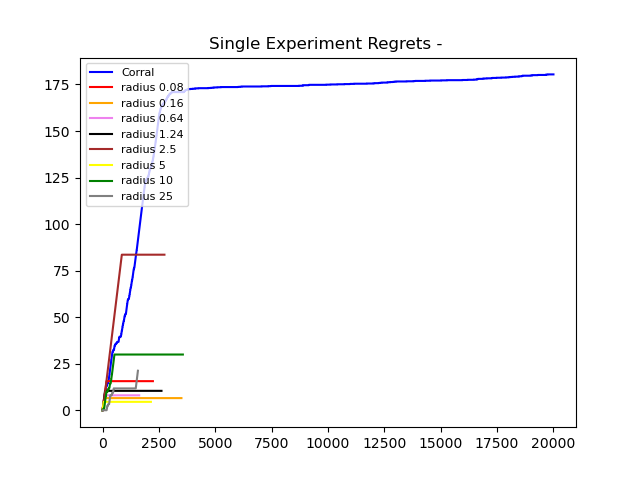 Single Experiment Regrets -
175
150
125
100
75
50
25
0
Corral
radius 0.08
radius 0.16
radius 0.64
radius 1.24
radius 2.5
radius 5
radius 10
radius 25
0 2500 5000 7500 10000 12500 15000 17500 20000